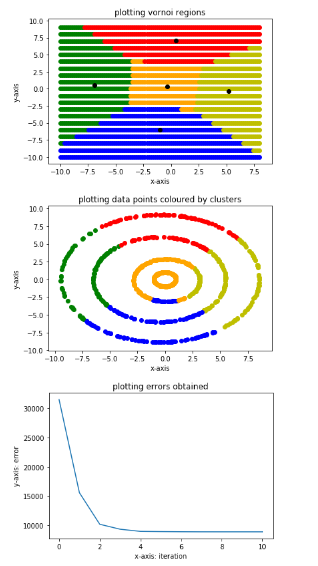 plotting vornoi regions
y-axis
10.0
7.5
5.0
2.5
0.0
−2.5
−5.0
−7.5
−10.0
−10.0 −7.5 −5.0 −2.5 0.0 2.5 5.0 7.5
x-axis
plotting data points coloured by clusters
y-axis
10.0
7.5
5.0
2.5
0.0
−2.5
−5.0
−7.5
−10.0
−10.0 −7.5 −5.0 −2.5 0.0 2.5 5.0 7.5
x-axis
plotting errors obtained
y-axis: error
30000
25000
20000
15000
10000
0 2 4 6 8 10
x-axis: iteration